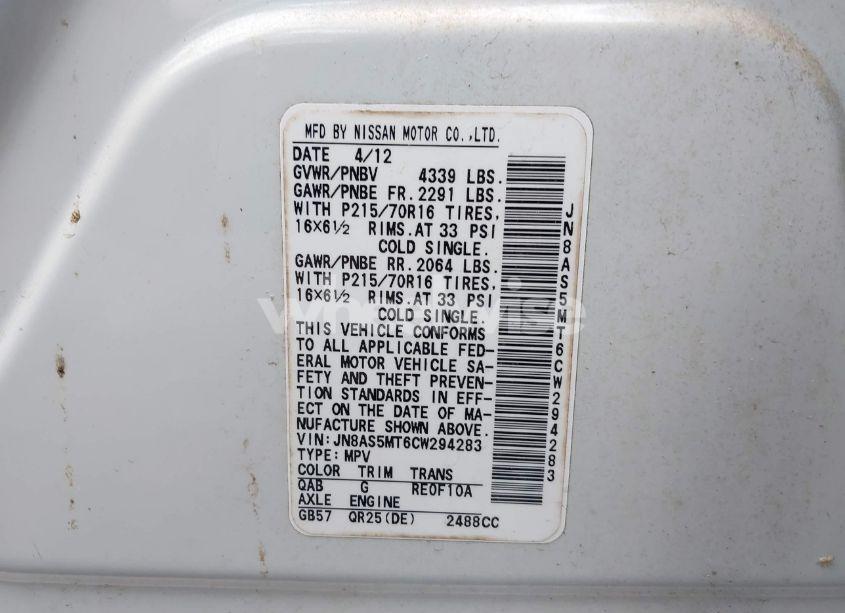 MFD BY NISSAN MOTOR CO.,LTD.
DATE 4/12
GVWR/PNBV 4339 LBS.
GAWR/PNBE FR.2291 LBS.
WITH P215/70R16 TIRES,
16×6½ RIMS.AT 33 PSI
COLD SINGLE.
GAWR/PNBE RR.2064 LBS.
WITH P215/70R16 TIRES,
16×6½ RIMS.AT 33 PSI
COLD SINGLE.
THIS VEHICLE CONFORMS
TO ALL APPLICABLE FED-
ERAL MOTOR VEHICLE SA-
FETY AND THEFT PREVEN-
TION STANDARDS IN EFF-
ECT ON THE DATE OF MA-
NUFACTURE SHOWN ABOVE.
VIN:JN8AS5MT6CW294283
TYPE:MPV
COLOR TRIM TRANS
QAB G RE0F10A
AXLE ENGINE
GB57 QR25(DE) 2488CC
JN8AS5MT6CW294283